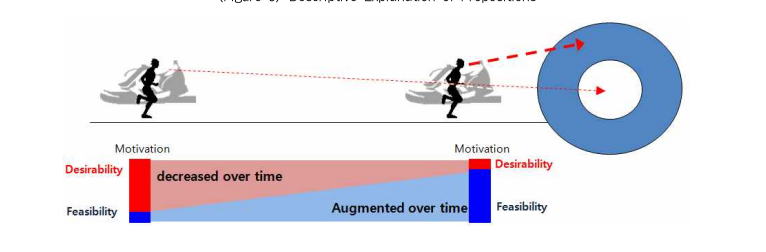 (Figure 3) Descriptive Explanation of Propositions
Motivation
Motivation
Desirability
decreased over time
Desirability
Feasibility
Augmented over time
Feasibility